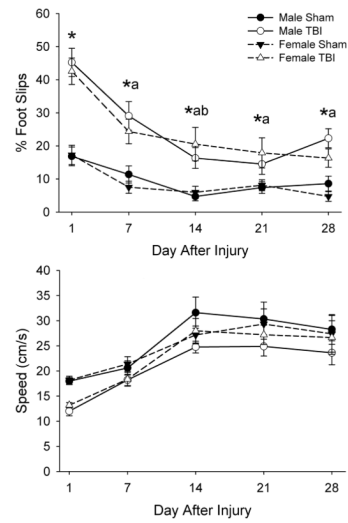 60
50
40
30
20
10
0
% Foot Slips
Male Sham
Male TBI
Female Sham
Female TBI
* *a *ab *a *a
1 7 14 21 28
Day After Injury
40
35
30
25
20
15
10
5
0
Speed (cm/s)
1 7 14 21 28
Day After Injury